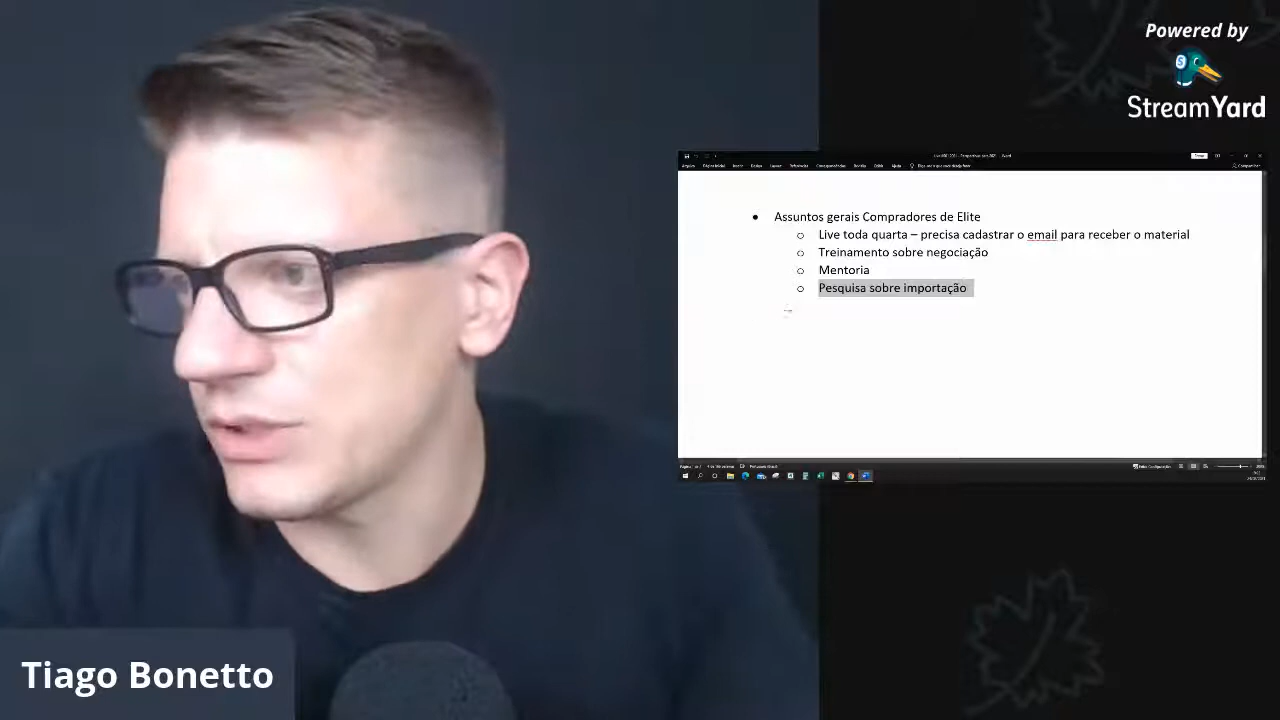 Powered by
StreamYard
Assuntos gerais Compradores de Elite
Live toda quarta – precisa cadastrar o email para receber o material
Treinamento sobre negociação
Mentoria
Pesquisa sobre importação
Tiago Bonetto